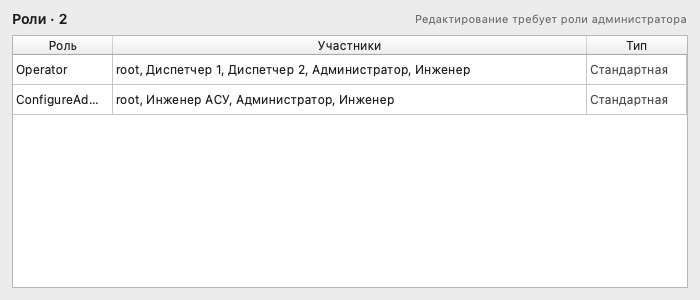 Роли · 2
Редактирование требует роли администратора
Роль Участники Тип
Operator root, Диспетчер 1, Диспетчер 2, Администратор, Инженер Стандартная
ConfigureAd... root, Инженер АСУ, Администратор, Инженер Стандартная